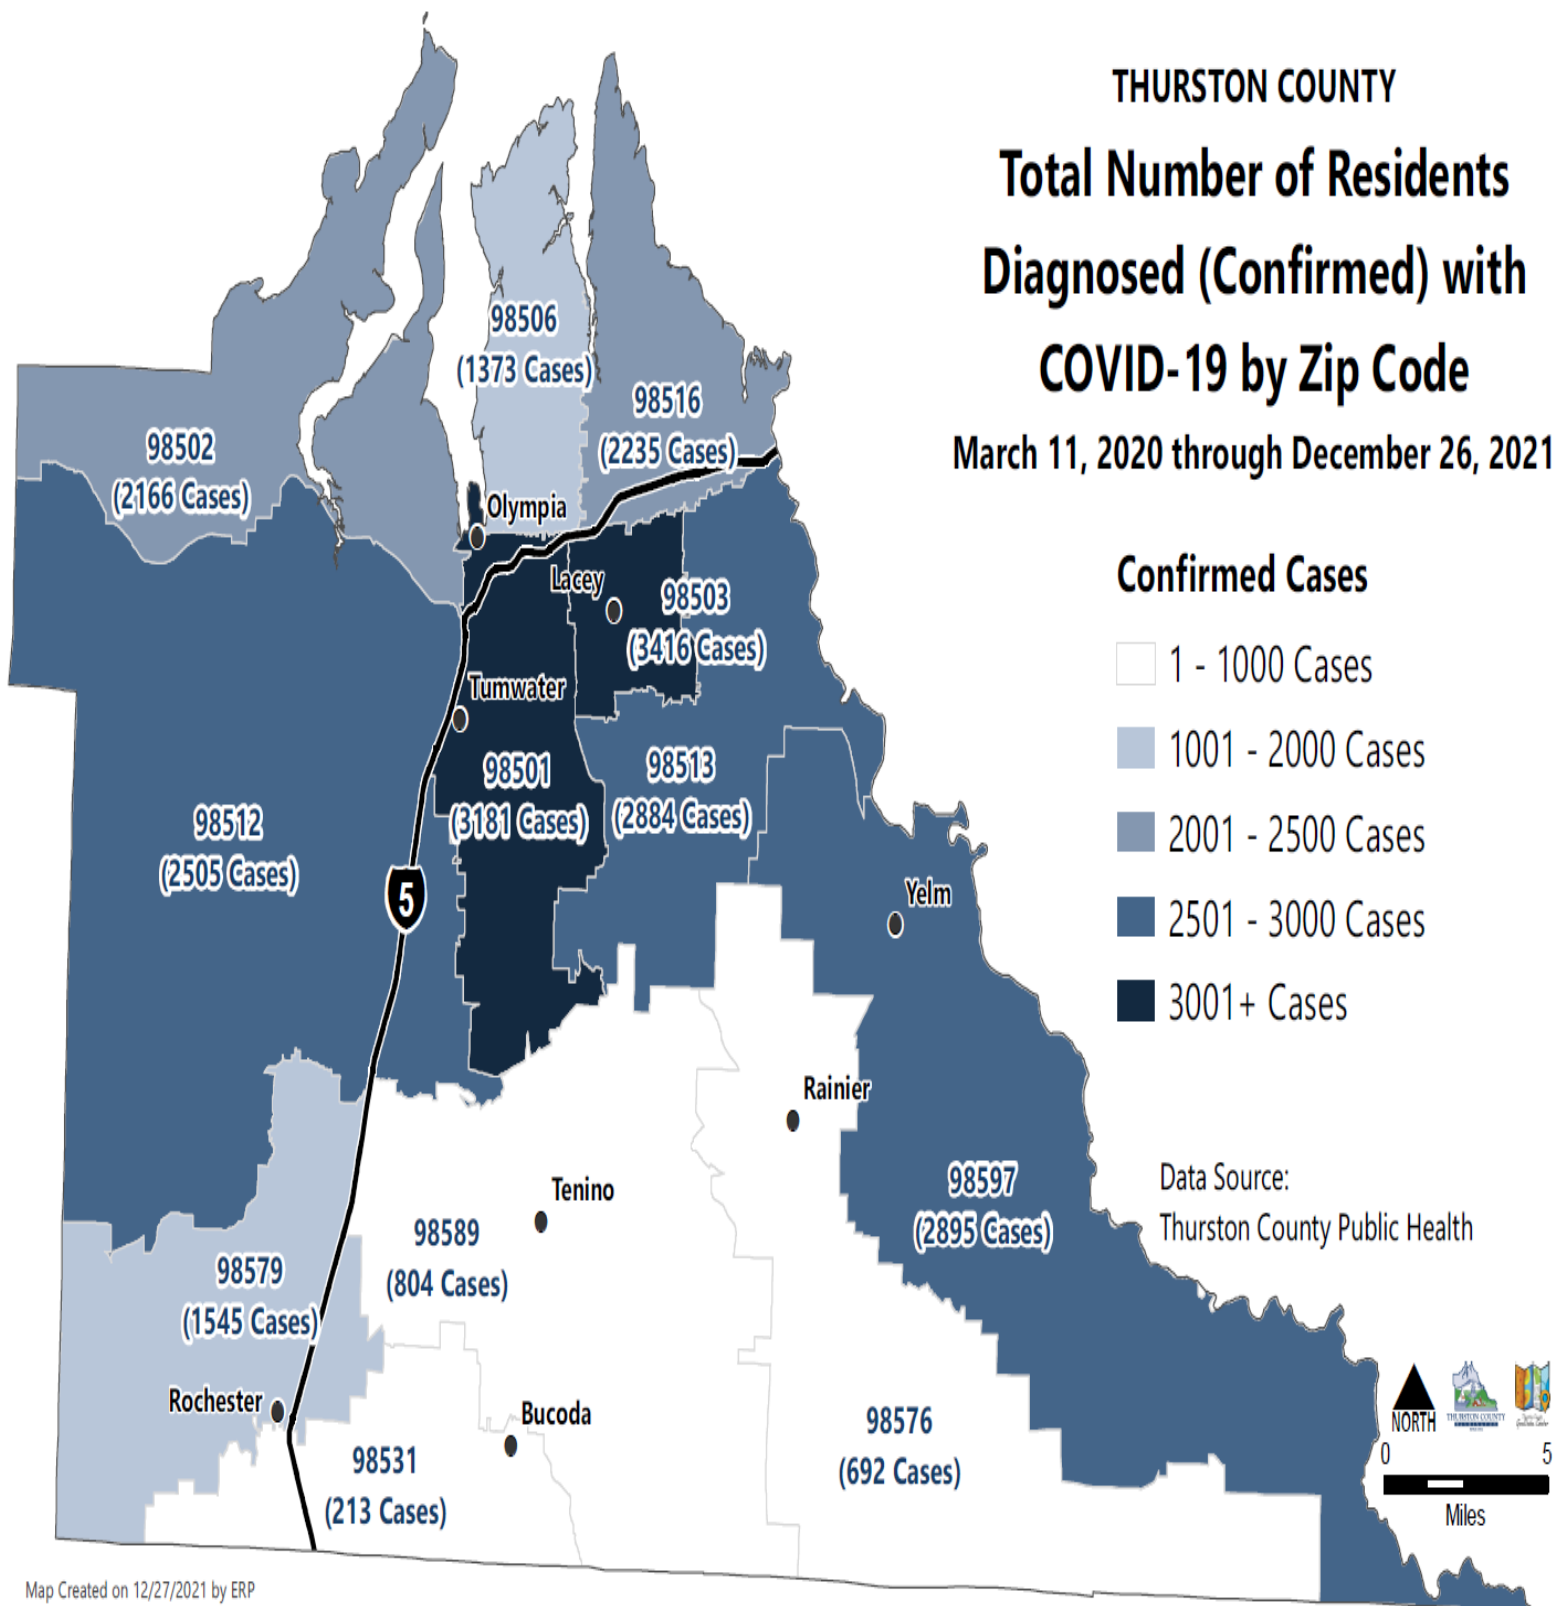 THURSTON COUNTY
Total Number of Residents
Diagnosed (Confirmed) with
COVID-19 by Zip Code
March 11, 2020 through December 26, 2021
98506
(1373 Cases)
98516
(2235 Cases)
98502
(2166 Cases)
Olympia
Lacey
98503
(3416 Cases)
Tumwater
98501
(3181 Cases)
98513
(2884 Cases)
98512
(2505 Cases)
5
Yelm
Confirmed Cases
1 - 1000 Cases
1001 - 2000 Cases
2001 - 2500 Cases
2501 - 3000 Cases
3001+ Cases
Rainier
Tenino
98597
(2895 Cases)
98589
(804 Cases)
98579
(1545 Cases)
Rochester
Bucoda
98531
(213 Cases)
98576
(692 Cases)
Data Source:
Thurston County Public Health
NORTH
THURSTON COUNTY
0 5
Miles
Map Created on 12/27/2021 by ERP